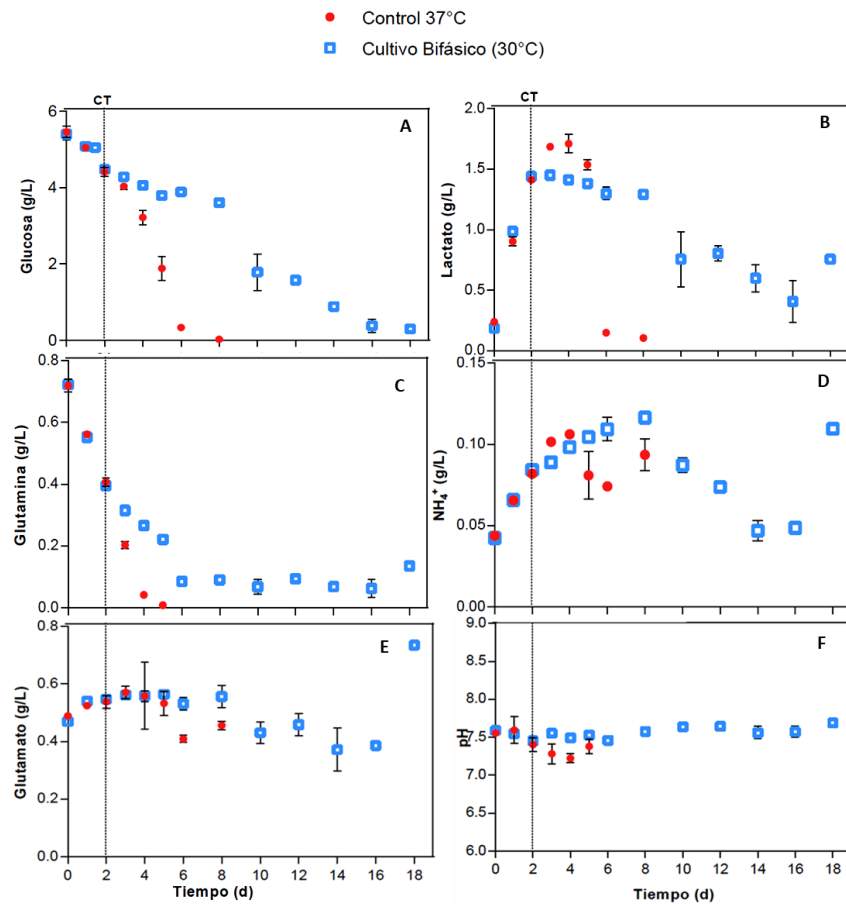 Control 37°C
Cultivo Bifásico (30°C)
CT
A
6
4
2
0
Glucosa (g/L)
CT
B
2.0
1.5
1.0
0.5
0.0
Lactato (g/L)
C
0.8
0.6
0.4
0.2
0.0
Glutamina (g/L)
D
0.15
0.10
0.05
0.00
NH₄⁺ (g/L)
E
0.8
0.6
0.4
0.2
0.0
Glutamato (g/L)
0 2 4 6 8 10 12 14 16 18
Tiempo (d)
F
9.0
8.5
8.0
7.5
7.0
6.5
6.0
pH
0 2 4 6 8 10 12 14 16 18
Tiempo (d)